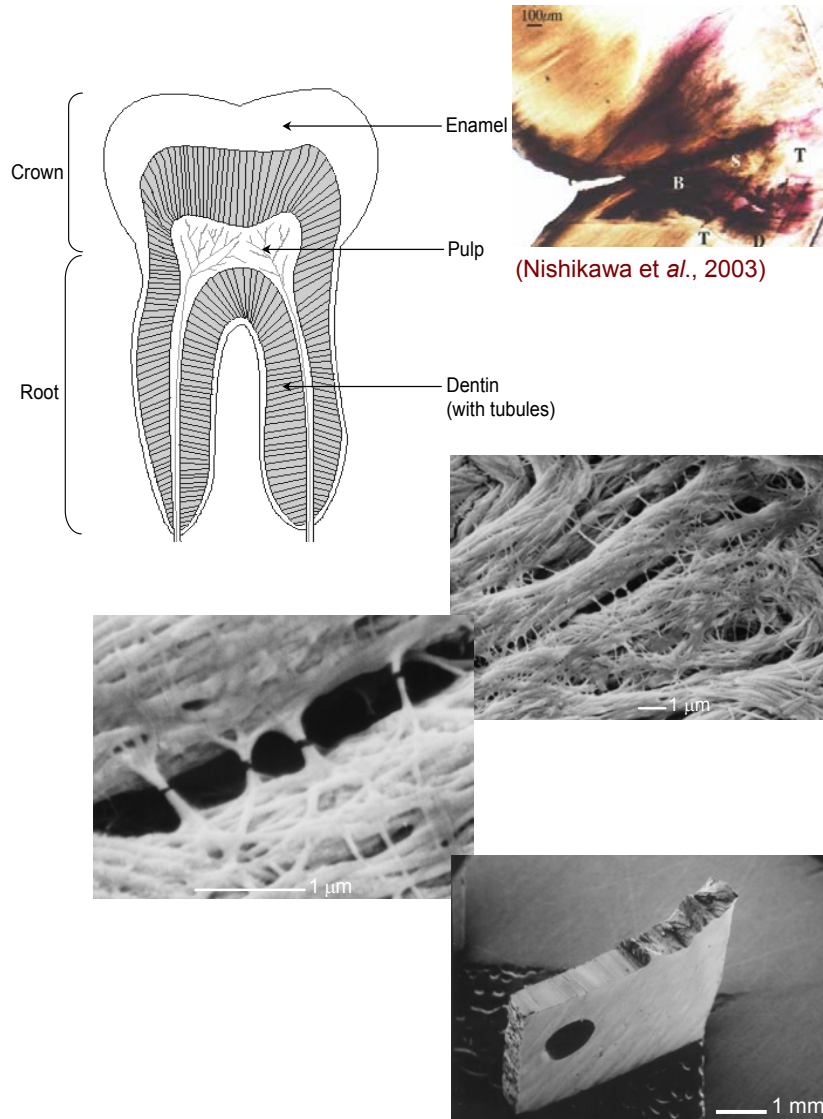 100μm
Enamel
Crown
T
S
B
Pulp
T
D
(Nishikawa et al., 2003)
Root
Dentin
(with tubules)
1 μm
1 μm
1 mm